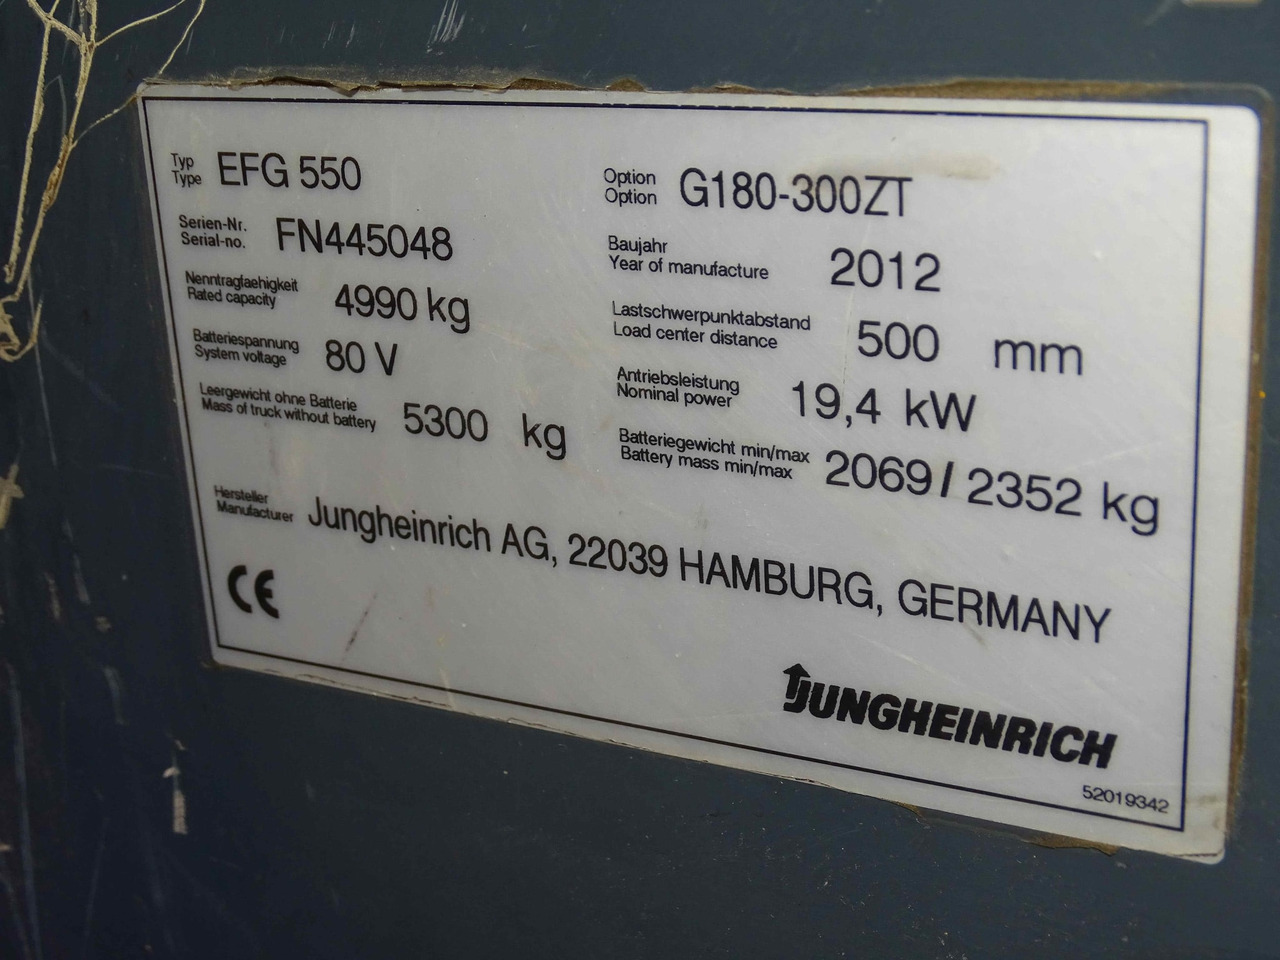 Typ
Type EFG 550
Option
Option G180-300ZT
Serien-Nr.
Serial-no. FN445048
Baujahr
Year of manufacture 2012
Nenntragfaehigkeit
Rated capacity 4990 kg
Lastschwerpunktabstand
Load center distance 500 mm
Batteriespannung
System voltage 80 V
Antriebsleistung
Nominal power 19,4 kW
Leergewicht ohne Batterie
Mass of truck without battery 5300 kg
Batteriegewicht min/max
Battery mass min/max 2069 / 2352 kg
Hersteller
Manufacturer Jungheinrich AG, 22039 HAMBURG, GERMANY
CE
JUNGHEINRICH
52019342